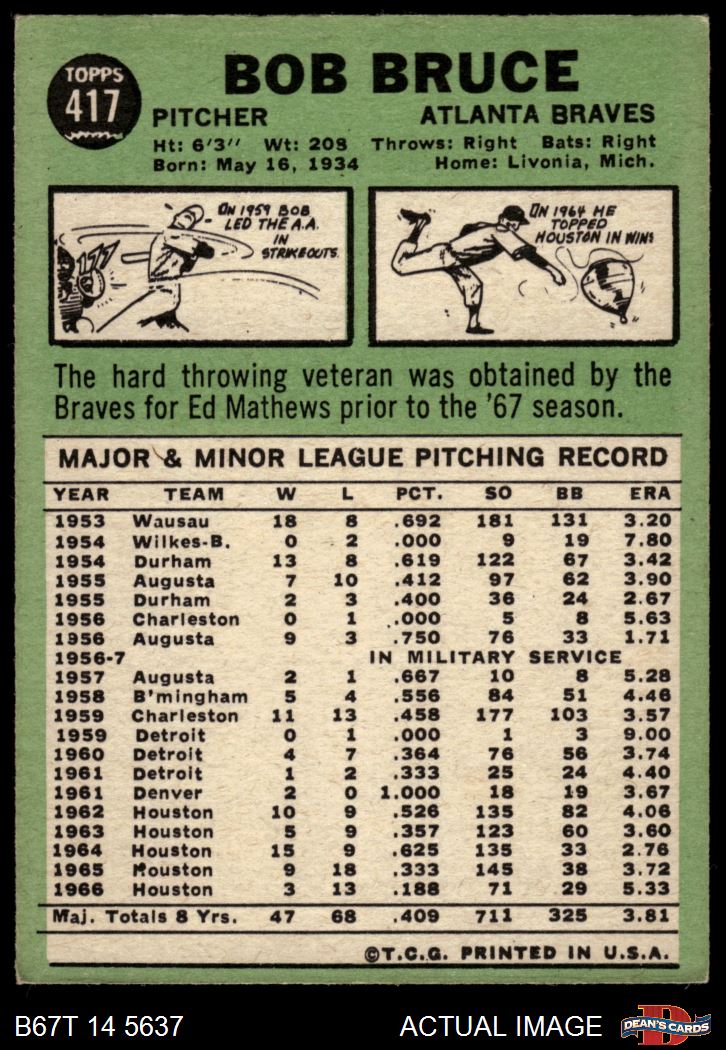 TOPPS
417
BOB BRUCE
PITCHER ATLANTA BRAVES
Ht: 6'3" Wt: 208 Throws: Right Bats: Right
Born: May 16, 1934 Home: Livonia, Mich.
IN 1959 BOB
LED THE A.A.
IN
STRIKEOUTS.
IN 1964 HE
TOPPED
HOUSTON IN WINS
The hard throwing veteran was obtained by the
Braves for Ed Mathews prior to the '67 season.
MAJOR & MINOR LEAGUE PITCHING RECORD
YEAR TEAM W L PCT. SO BB ERA
1953 Wausau 18 8 .692 181 131 3.20
1954 Wilkes-B. 0 2 .000 9 19 7.80
1954 Durham 13 8 .619 122 67 3.42
1955 Augusta 7 10 .412 97 62 3.90
1955 Durham 2 3 .400 36 24 2.67
1956 Charleston 0 1 .000 5 8 5.63
1956 Augusta 9 3 .750 76 33 1.71
1956-7 IN MILITARY SERVICE
1957 Augusta 2 1 .667 10 8 5.28
1958 B'mingham 5 4 .556 84 51 4.46
1959 Charleston 11 13 .458 177 103 3.57
1959 Detroit 0 1 .000 1 3 9.00
1960 Detroit 4 7 .364 76 56 3.74
1961 Detroit 1 2 .333 25 24 4.40
1961 Denver 2 0 1.000 18 19 3.67
1962 Houston 10 9 .526 135 82 4.06
1963 Houston 5 9 .357 123 60 3.60
1964 Houston 15 9 .625 135 33 2.76
1965 Houston 9 18 .333 145 38 3.72
1966 Houston 3 13 .188 71 29 5.33
Maj. Totals 8 Yrs. 47 68 .409 711 325 3.81
©T.C.G. PRINTED IN U.S.A.
B67T 14 5637 ACTUAL IMAGE
D
DEAN'S CARDS